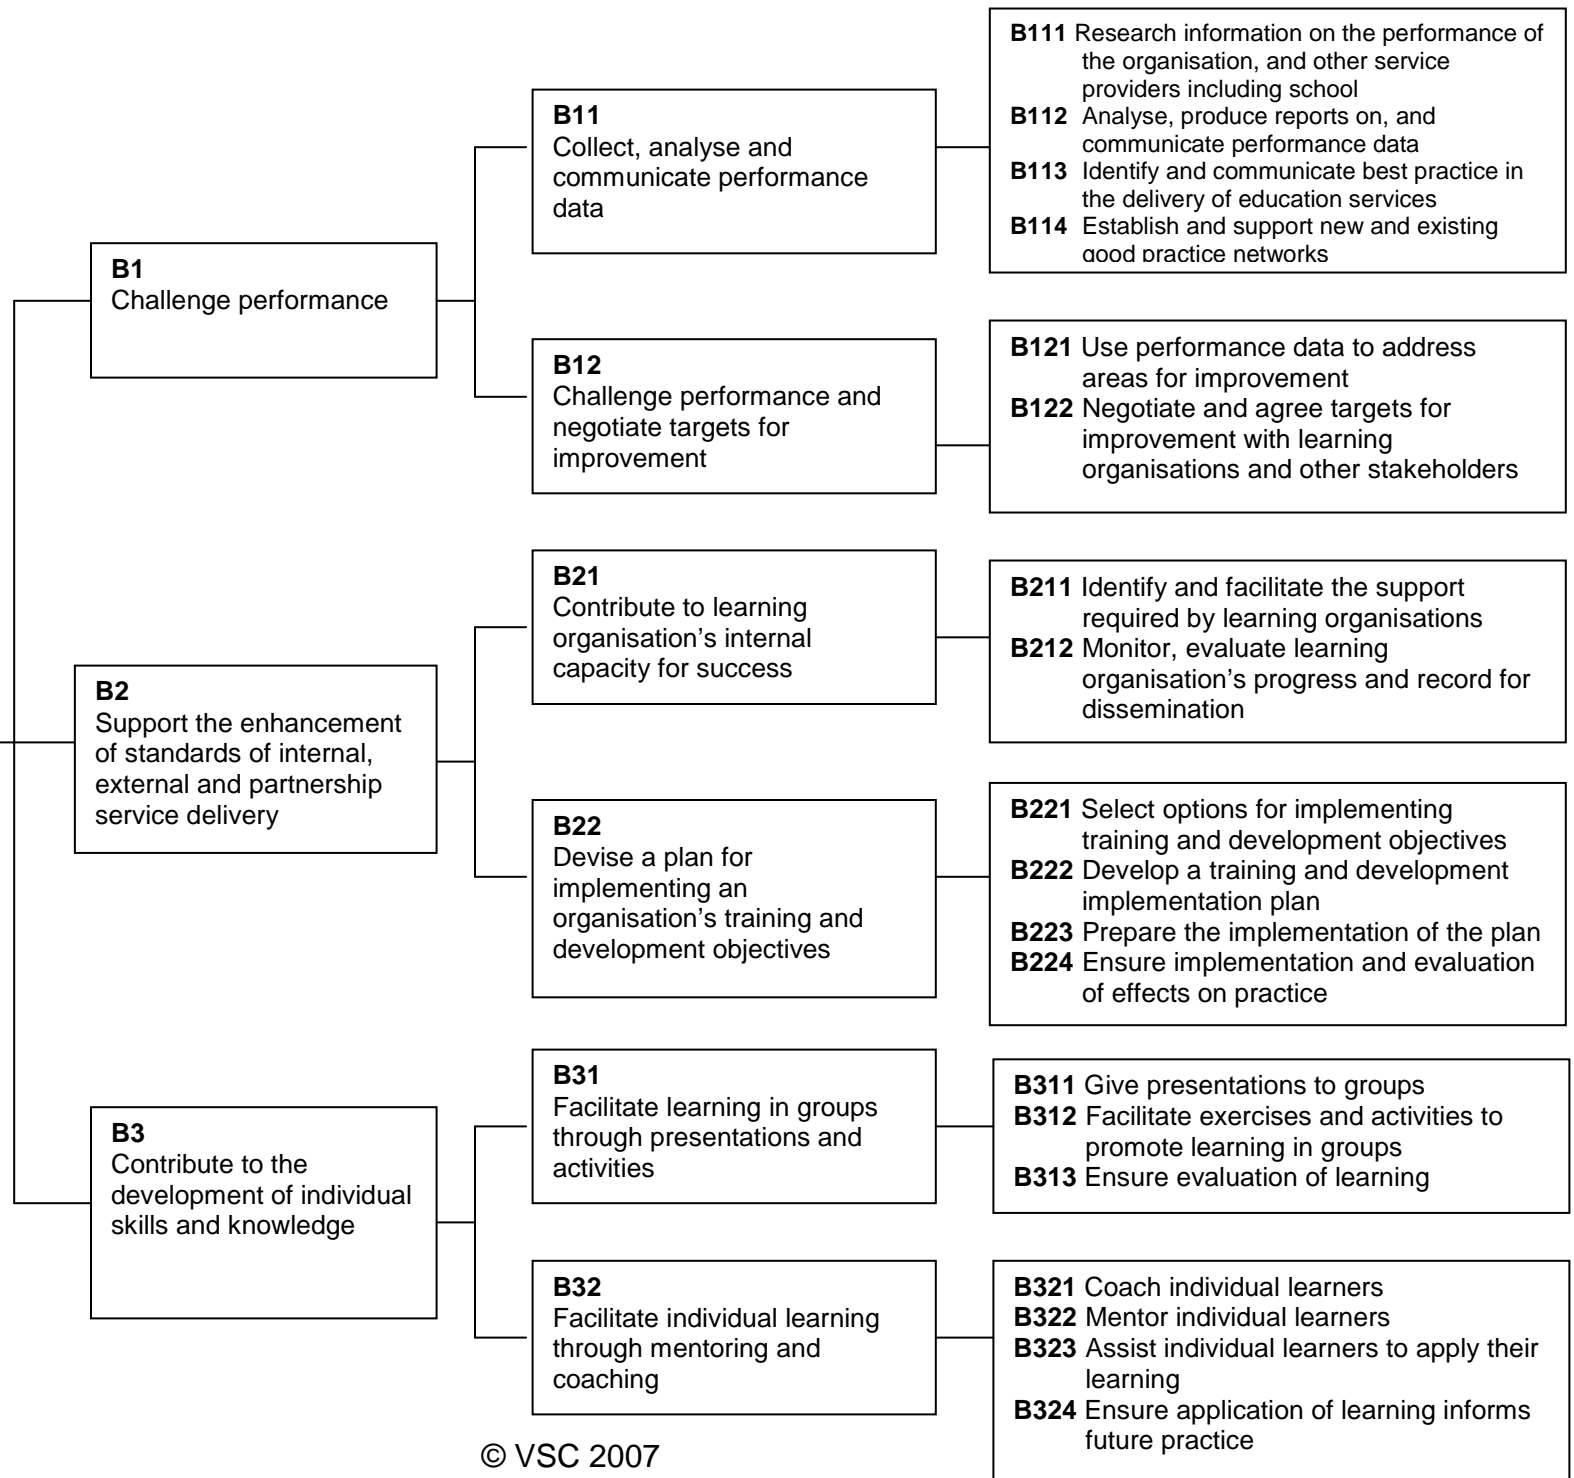 B1
Challenge performance
B11
Collect, analyse and
communicate performance
data
B111 Research information on the performance of
the organisation, and other service
providers including school
B112 Analyse, produce reports on, and
communicate performance data
B113 Identify and communicate best practice in
the delivery of education services
B114 Establish and support new and existing
good practice networks
B12
Challenge performance and
negotiate targets for
improvement
B121 Use performance data to address
areas for improvement
B122 Negotiate and agree targets for
improvement with learning
organisations and other stakeholders
B2
Support the enhancement
of standards of internal,
external and partnership
service delivery
B21
Contribute to learning
organisation’s internal
capacity for success
B211 Identify and facilitate the support
required by learning organisations
B212 Monitor, evaluate learning
organisation’s progress and record for
dissemination
B22
Devise a plan for
implementing an
organisation’s training and
development objectives
B221 Select options for implementing
training and development objectives
B222 Develop a training and development
implementation plan
B223 Prepare the implementation of the plan
B224 Ensure implementation and evaluation
of effects on practice
B3
Contribute to the
development of individual
skills and knowledge
B31
Facilitate learning in groups
through presentations and
activities
B311 Give presentations to groups
B312 Facilitate exercises and activities to
promote learning in groups
B313 Ensure evaluation of learning
B32
Facilitate individual learning
through mentoring and
coaching
B321 Coach individual learners
B322 Mentor individual learners
B323 Assist individual learners to apply their
learning
B324 Ensure application of learning informs
future practice
© VSC 2007